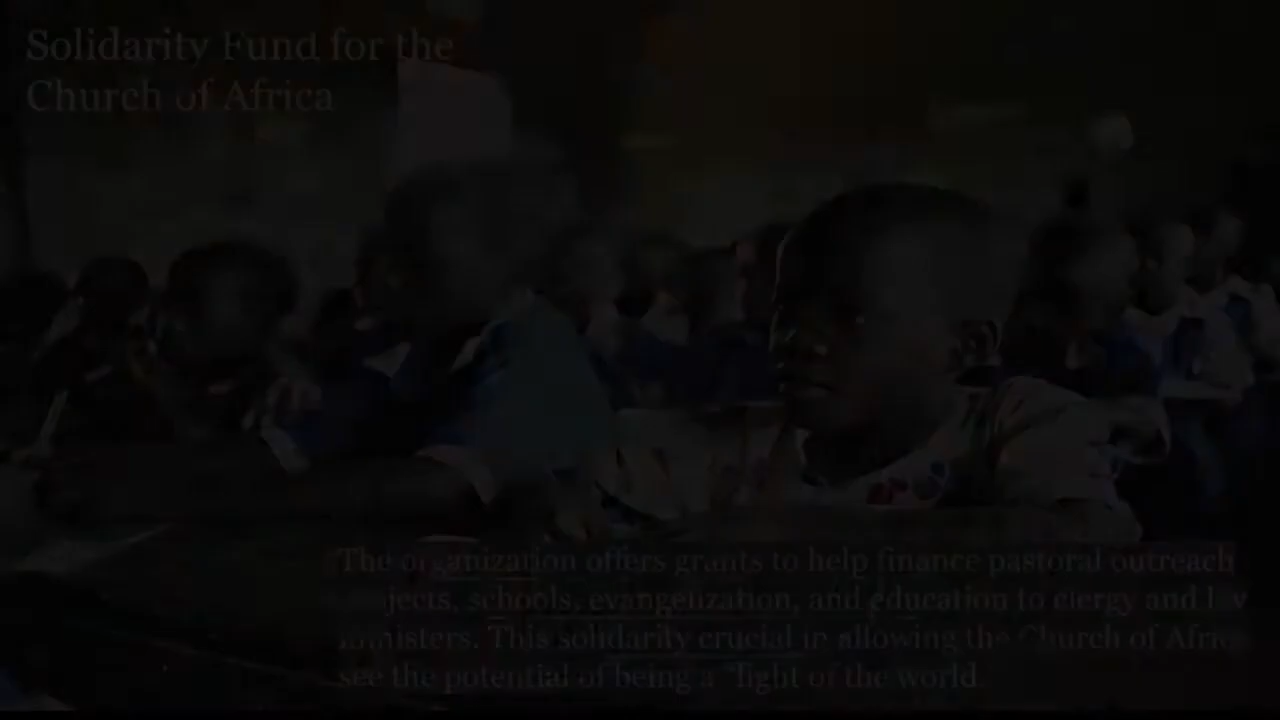 Solidarity Fund for the
Church of Africa
The organization offers grants to help finance pastoral outreach
schools, evangelization, and education to clergy and
This solidarity crucial in allowing the Church of
see the potential of being a "light of the world